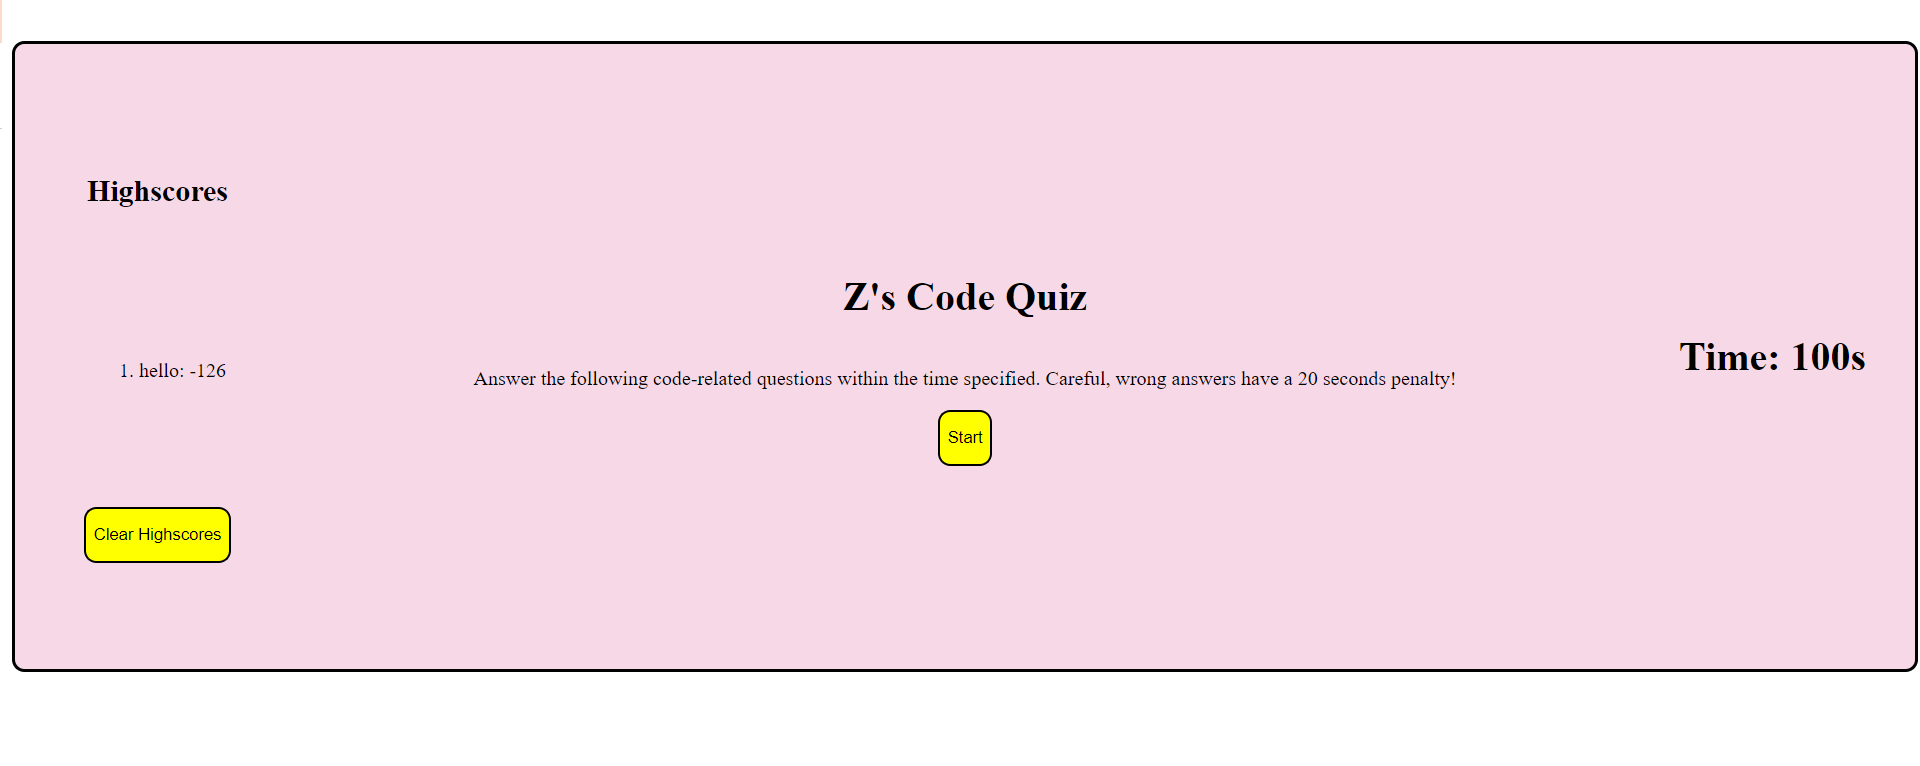 Highscores
1. hello: -126
Clear Highscores
Z's Code Quiz
Answer the following code-related questions within the time specified. Careful, wrong answers have a 20 seconds penalty!
Start
Time: 100s